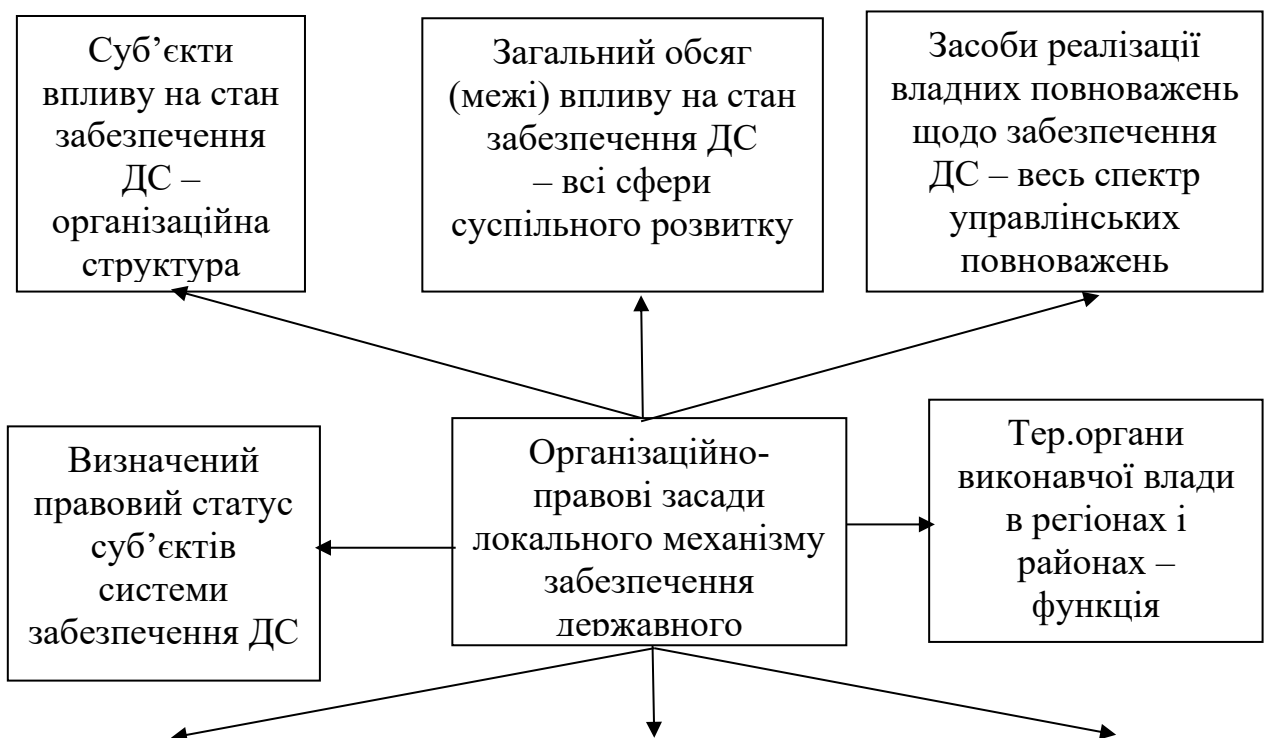 Суб’єкти
впливу на стан
забезпечення
ДС –
організаційна
структура
Загальний обсяг
(межі) впливу на стан
забезпечення ДС
– всі сфери
суспільного розвитку
Засоби реалізації
владних повноважень
щодо забезпечення
ДС – весь спектр
управлінських
повноважень
Визначений
правовий статус
суб’єктів
системи
забезпечення ДС
Організаційно-
правові засади
локального механізму
забезпечення
державного
Тер.органи
виконавчої влади
в регіонах і
районах –
функція